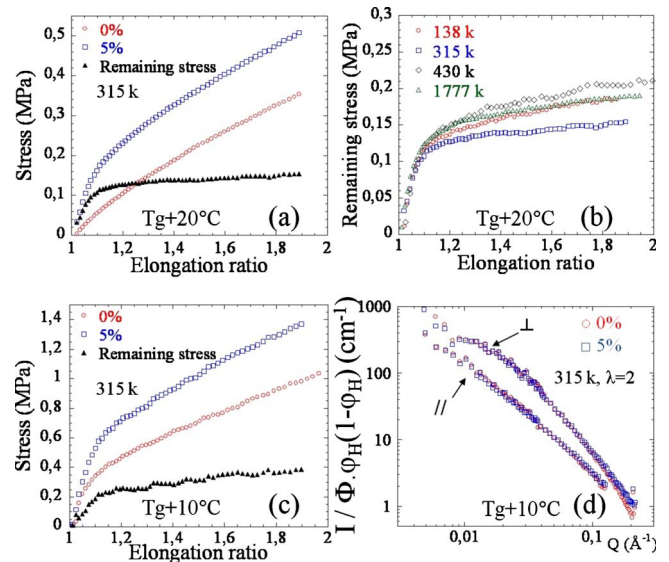 0%
5%
Remaining stress
315 k
Stress (MPa)
0,5
0,4
0,3
0,2
0,1
0
1
1,2
1,4
1,6
1,8
2
Tg+20°C
(a)
Elongation ratio
138 k
315 k
430 k
1777 k
Remaining stress (MPa)
0,3
0,25
0,2
0,15
0,1
0,05
0
1
1,2
1,4
1,6
1,8
2
Tg+20°C
(b)
Elongation ratio
0%
5%
Remaining stress
315 k
Stress (MPa)
1,4
1,2
1
0,8
0,6
0,4
0,2
0
1
1,2
1,4
1,6
1,8
2
Tg+10°C
(c)
Elongation ratio
I / Φ.φH(1-φH) (cm-1)
1000
100
10
1
⊥
//
0%
5%
315 k, λ=2
Tg+10°C
(d)
0,01
0,1
Q (Å-1)